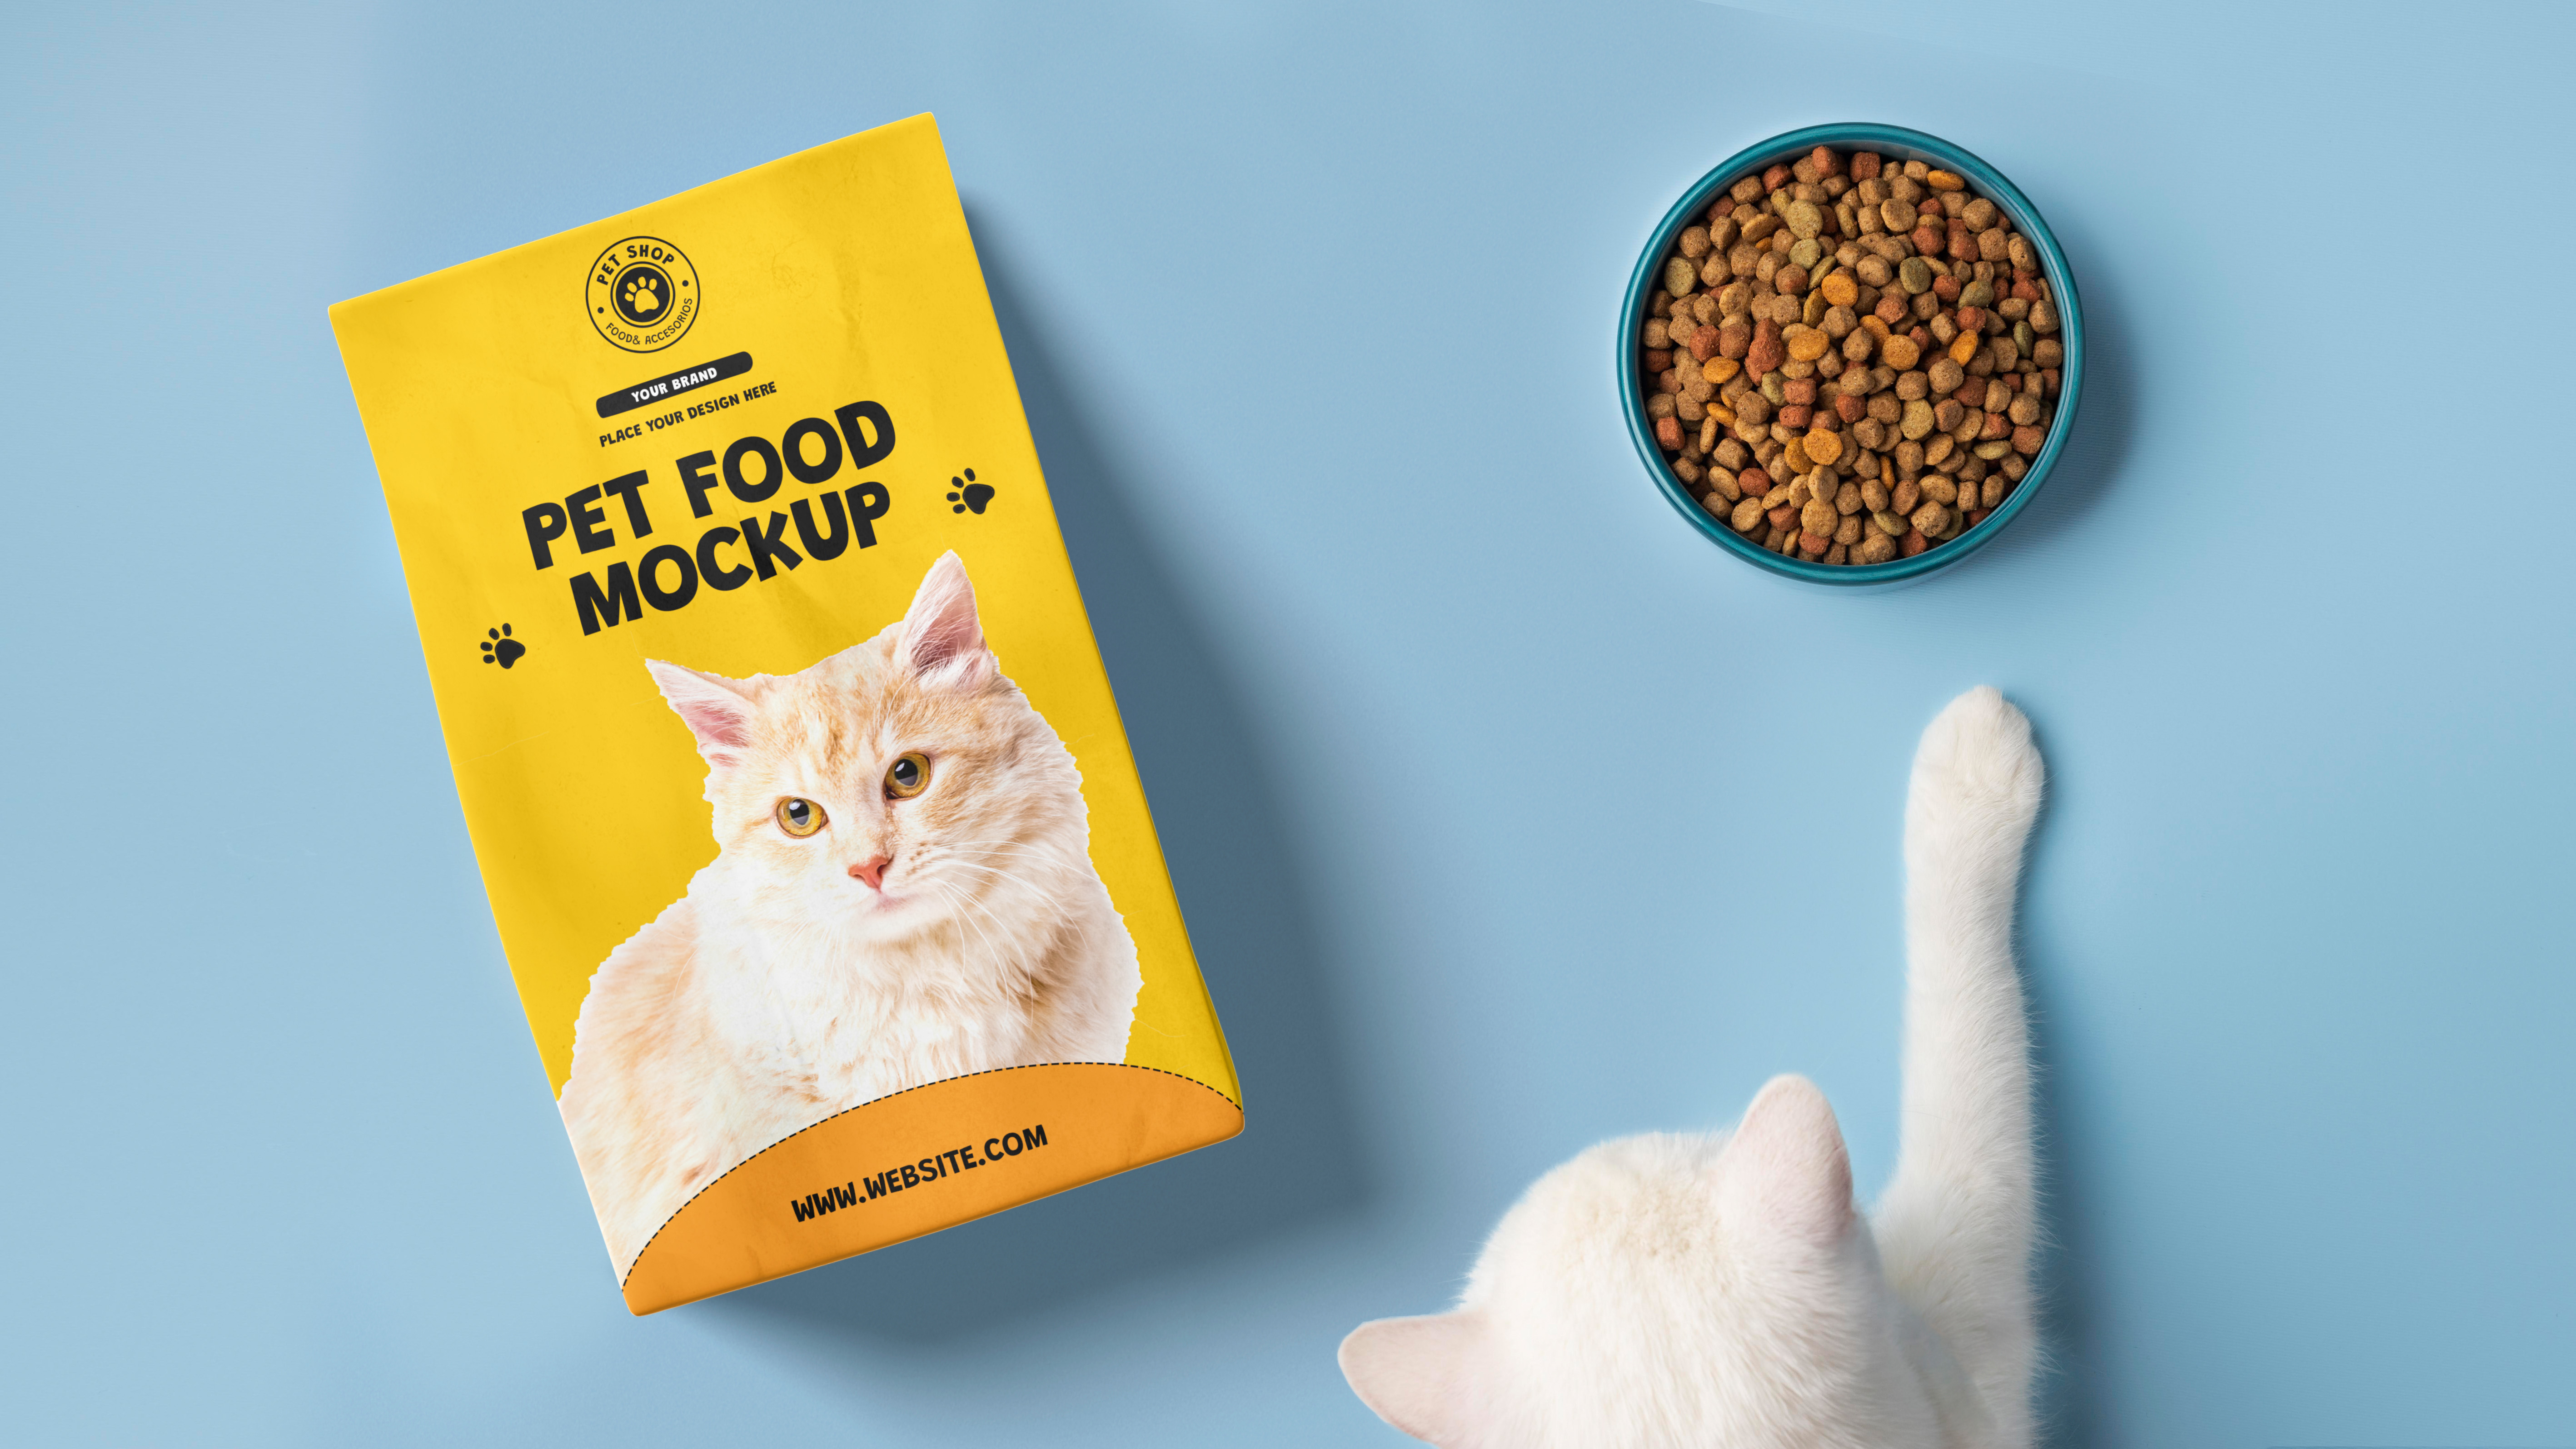 PET SHOP
FOOD& ACCESORIOS
YOUR BRAND
PLACE YOUR DESIGN HERE
PET FOOD
MOCKUP
WWW.WEBSITE.COM